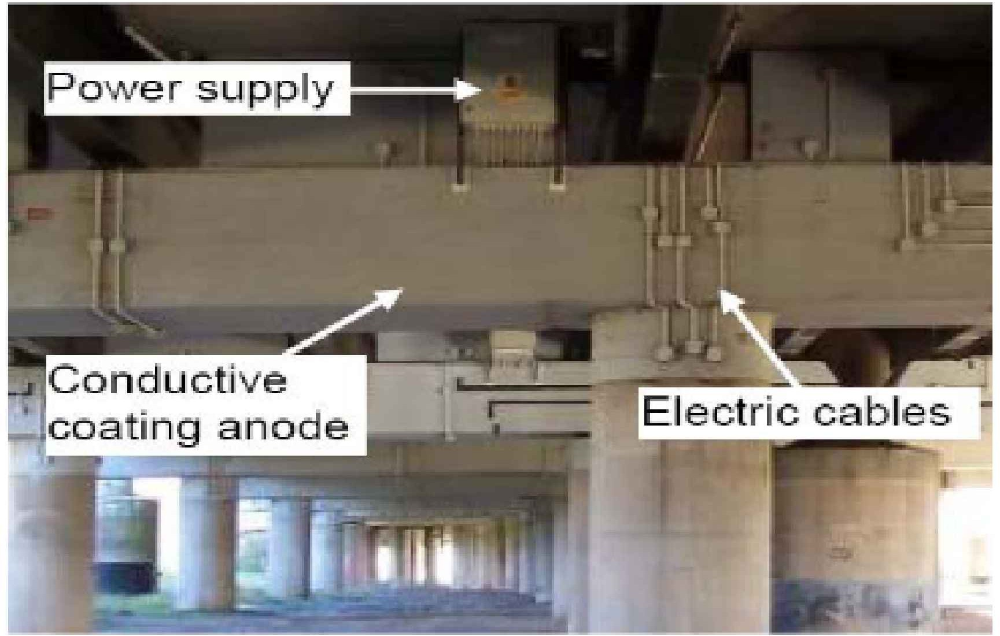 Power supply
Conductive
coating anode
Electric cables